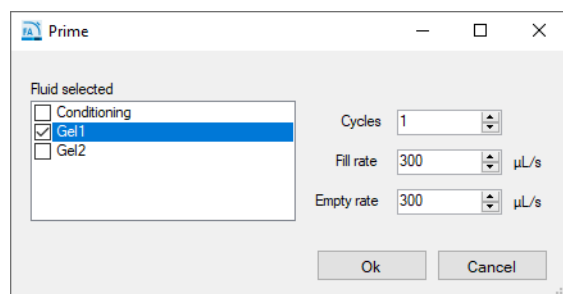 FA Prime
Fluid selected
Conditioning
Gel1
Gel2
Cycles 1
Fill rate 300 µL/s
Empty rate 300 µL/s
Ok Cancel